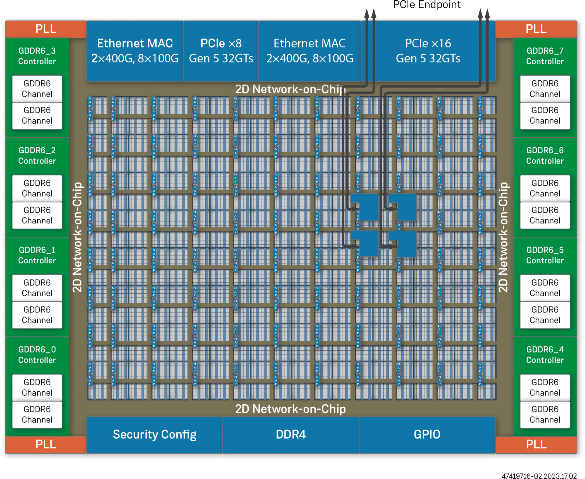 PCIe Endpoint
PLL
Ethernet MAC
2×400G, 8×100G
PCIe ×8
Gen 5 32GTs
Ethernet MAC
2×400G, 8×100G
PCIe ×16
Gen 5 32GTs
PLL
GDDR6_3
Controller
GDDR6
Channel
GDDR6
Channel
GDDR6_2
Controller
GDDR6
Channel
GDDR6
Channel
GDDR6_1
Controller
GDDR6
Channel
GDDR6
Channel
GDDR6_0
Controller
GDDR6
Channel
GDDR6
Channel
PLL
2D Network-on-Chip
2D Network-on-Chip
2D Network-on-Chip
2D Network-on-Chip
GDDR6_7
Controller
GDDR6
Channel
GDDR6
Channel
GDDR6_6
Controller
GDDR6
Channel
GDDR6
Channel
GDDR6_5
Controller
GDDR6
Channel
GDDR6
Channel
GDDR6_4
Controller
GDDR6
Channel
GDDR6
Channel
Security Config
DDR4
GPIO
PLL
47419716-02.2023.17.02